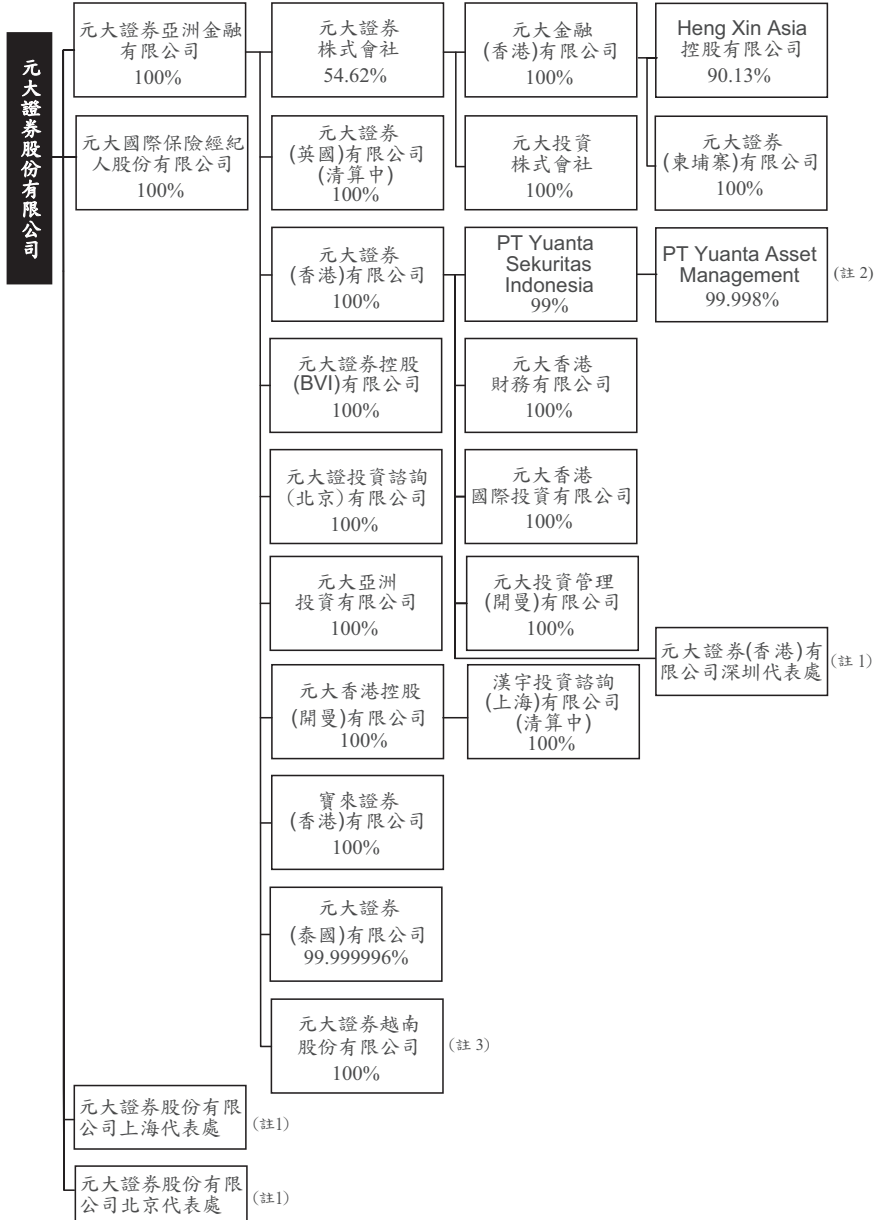 元大證券股份有限公司
元大證券亞洲金融
有限公司
100%
元大國際保險經紀
人股份有限公司
100%
元大證券
株式會社
54.62%
元大金融
(香港)有限公司
100%
Heng Xin Asia
控股有限公司
90.13%
元大證券
(英國)有限公司
(清算中)
100%
元大投資
株式會社
100%
元大證券
(柬埔寨)有限公司
100%
元大證券
(香港)有限公司
100%
PT Yuanta
Sekuritas
Indonesia
99%
PT Yuanta Asset
Management
99.998%
(註 2)
元大證券控股
(BVI)有限公司
100%
元大香港
財務有限公司
100%
元大證投資諮詢
(北京)有限公司
100%
元大香港
國際投資有限公司
100%
元大亞洲
投資有限公司
100%
元大投資管理
(開曼)有限公司
100%
元大證券(香港)有
限公司深圳代表處
(註 1)
元大香港控股
(開曼)有限公司
100%
漢宇投資諮詢
(上海)有限公司
(清算中)
100%
寶來證券
(香港)有限公司
100%
元大證券
(泰國)有限公司
99.999996%
元大證券越南
股份有限公司
100%
(註 3)
元大證券股份有限
公司上海代表處
(註1)
元大證券股份有限
公司北京代表處
(註1)